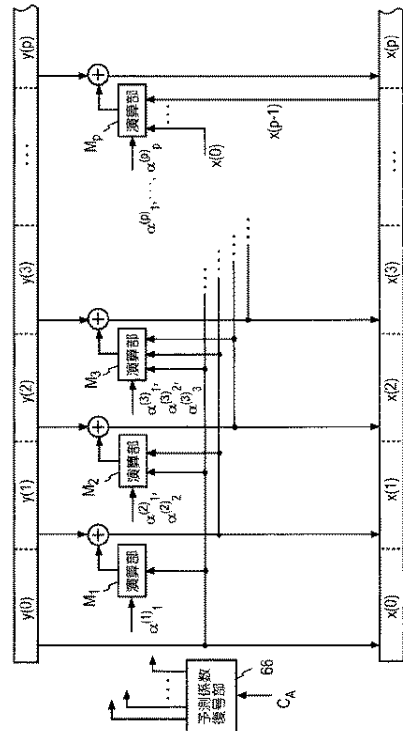 y(0) y(1) y(2) y(3) ... y(p)
M1
演算部
α(1)1
M2
演算部
α(2)1,
α(2)2
M3
演算部
α(3)1,
α(3)2,
α(3)3
Mp
演算部
α(p)1, ..., α(p)p
x(0)
x(p-1)
予測係数
復号部
66
CA
x(0) x(1) x(2) x(3) ... x(p)